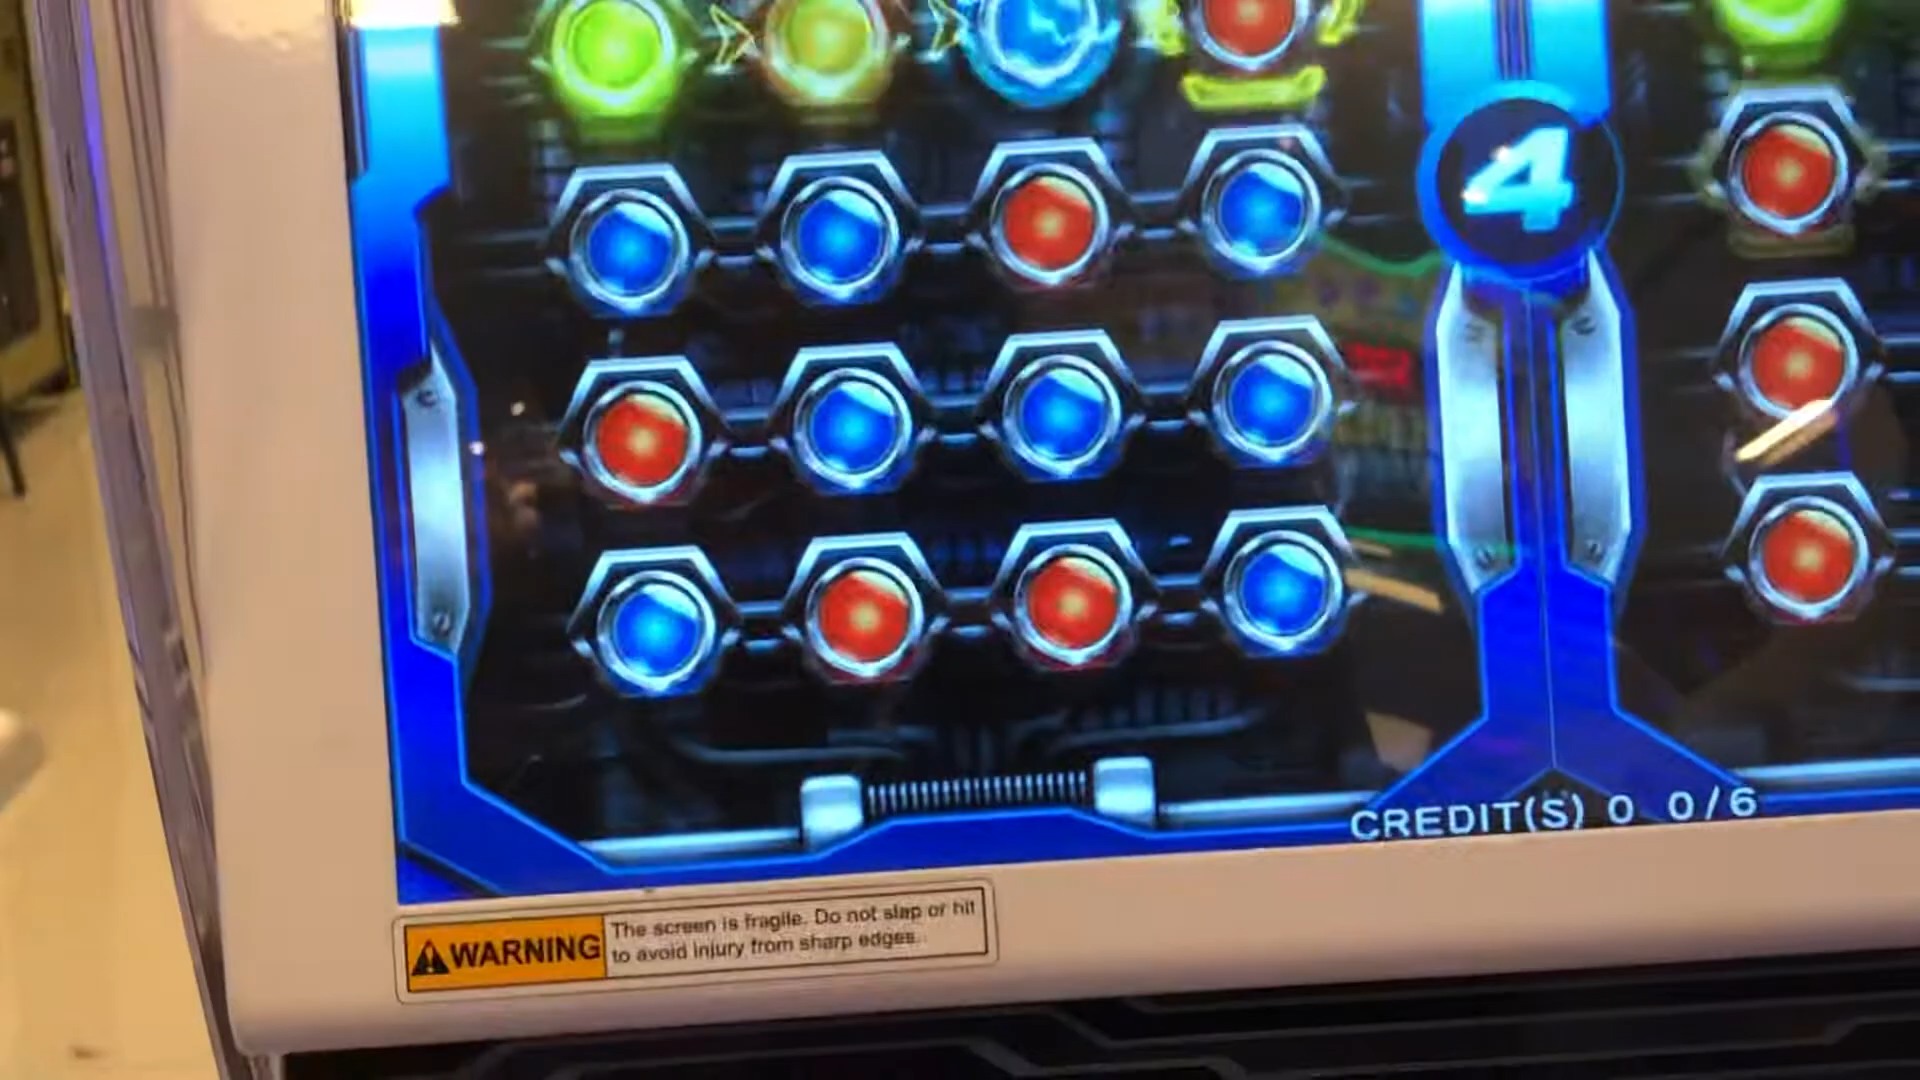 4
CREDIT(S) 0 0/6
WARNING
The screen is fragile. Do not slap or hit
to avoid injury from sharp edges.